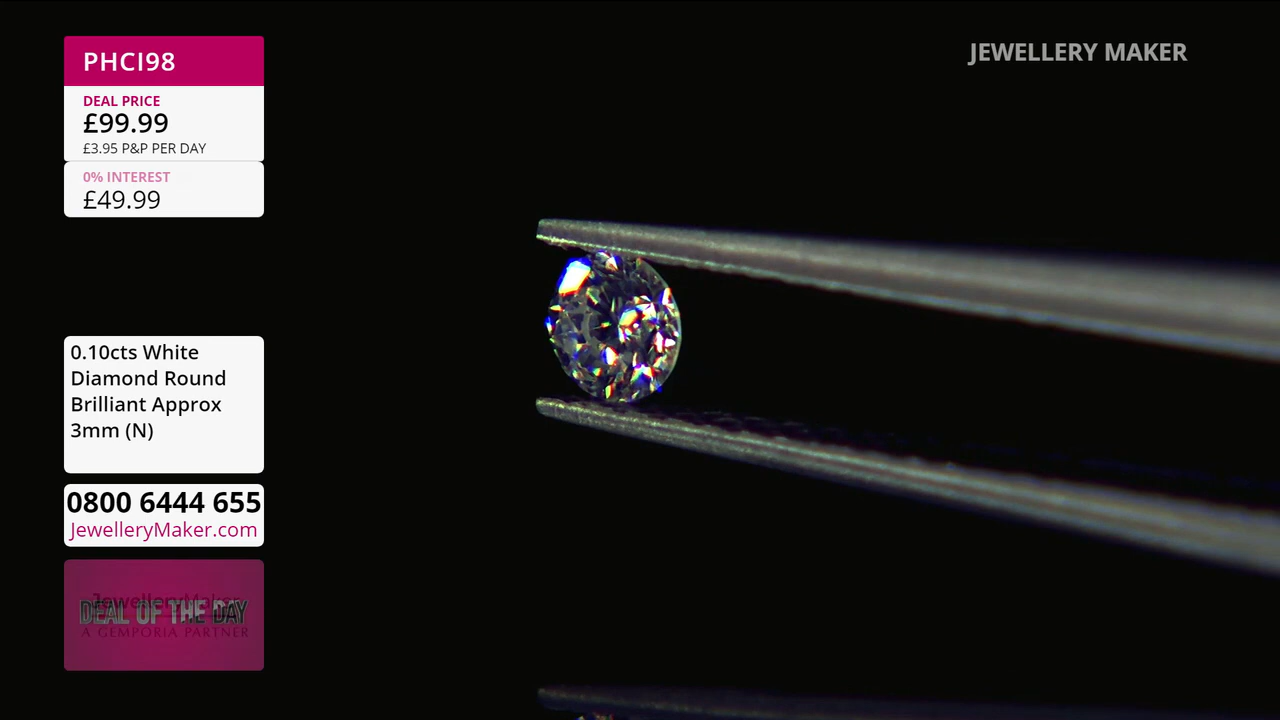 PHCI98
DEAL PRICE
£99.99
£3.95 P&P PER DAY
0% INTEREST
£49.99
0.10cts White
Diamond Round
Brilliant Approx
3mm (N)
0800 6444 655
JewelleryMaker.com
JewelleryMaker
DEAL OF THE DAY
A GEMPORIA PARTNER
JEWELLERY MAKER